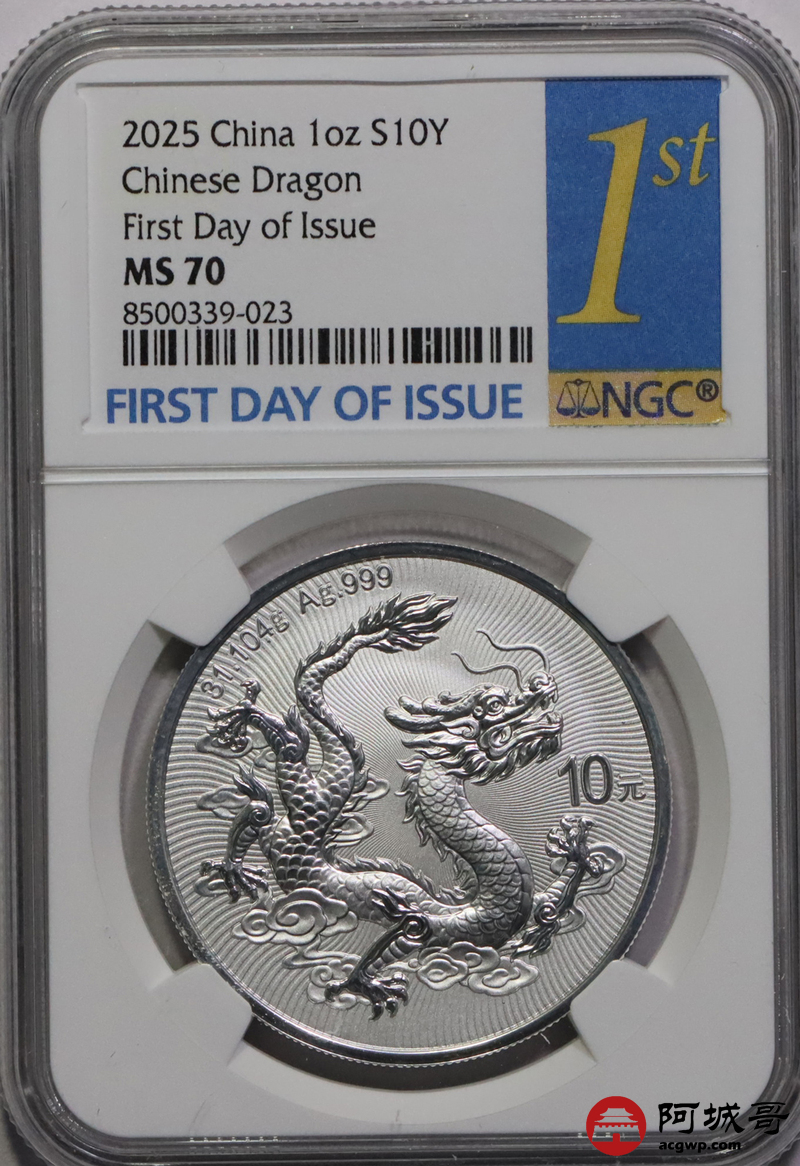 2025 China 1oz S10Y
Chinese Dragon
First Day of Issue
MS 70
8500339-023
FIRST DAY OF ISSUE
1st
NGC®
31.104g Ag.999
10元
阿城哥
acgwp.com